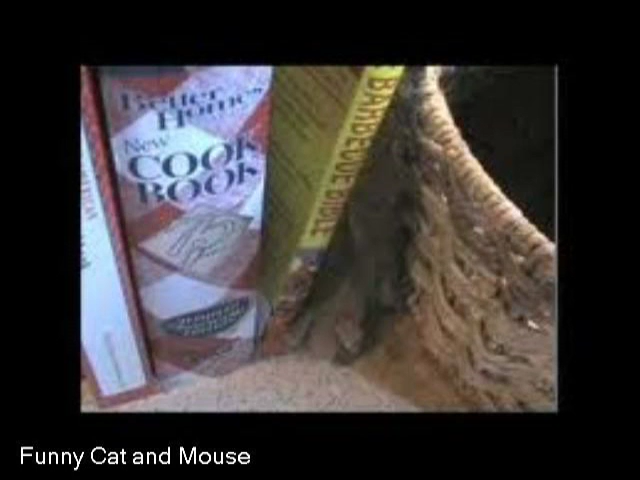 Better
Homes
New
COOK
BOOK
BARBECUE BIBLE
Funny Cat and Mouse